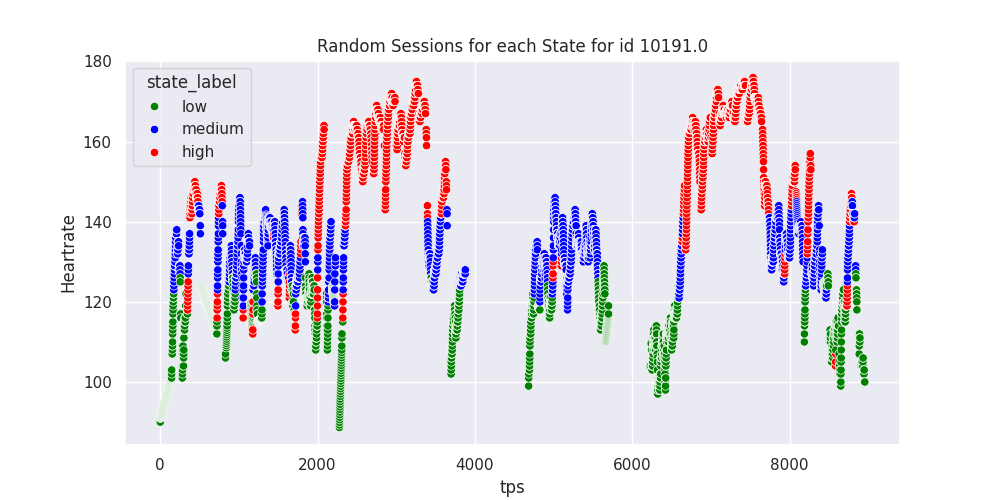 Random Sessions for each State for id 10191.0
state_label
low
medium
high
180
160
140
120
100
Heartrate
0 2000 4000 6000 8000
tps